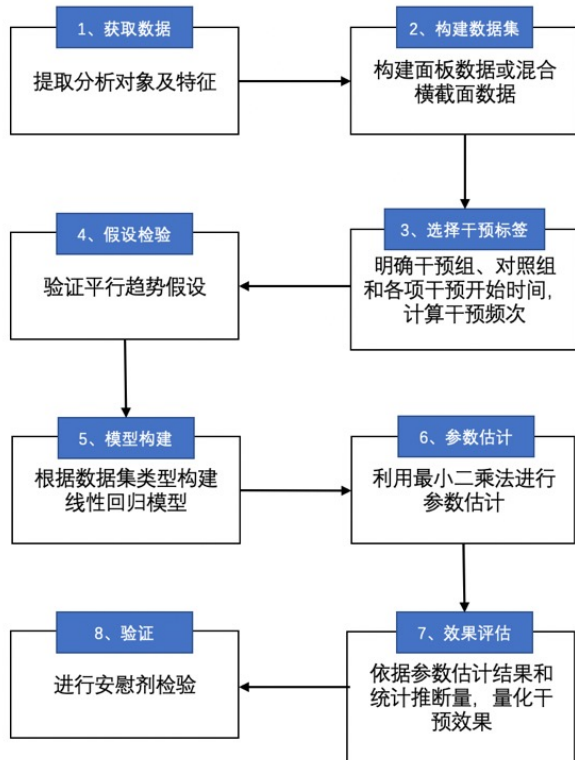 1、获取数据
提取分析对象及特征
2、构建数据集
构建面板数据或混合
横截面数据
3、选择干预标签
明确干预组、对照组
和各项干预开始时间,
计算干预频次
4、假设检验
验证平行趋势假设
5、模型构建
根据数据集类型构建
线性回归模型
6、参数估计
利用最小二乘法进行
参数估计
7、效果评估
依据参数估计结果和
统计推断量，量化干
预效果
8、验证
进行安慰剂检验